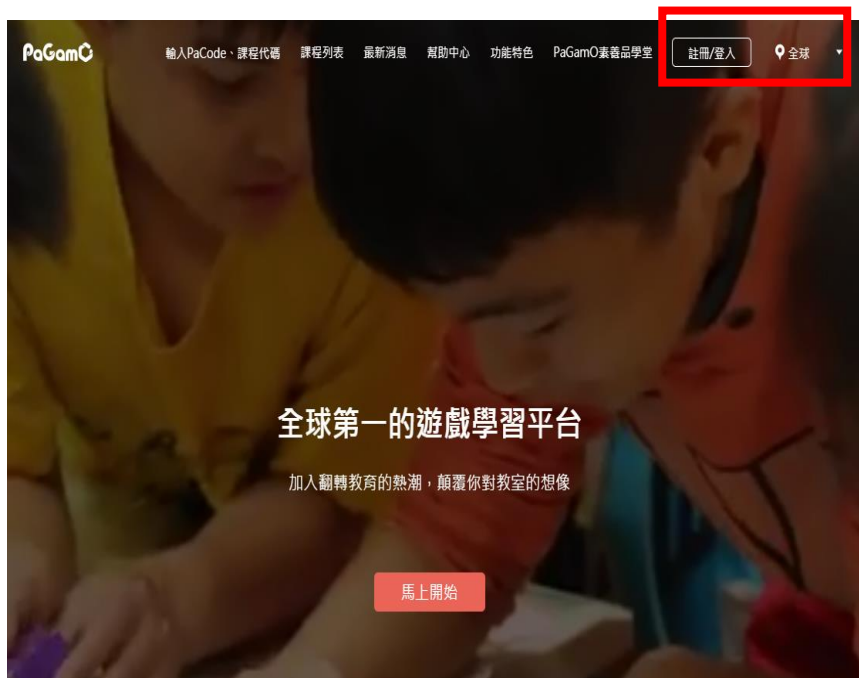 PaGamO 輸入PaCode、課程代碼 課程列表 最新消息 幫助中心 功能特色 PaGamO素養品學堂 註冊/登入 全球
全球第一的遊戲學習平台
加入翻轉教育的熱潮，顛覆你對教室的想像
馬上開始